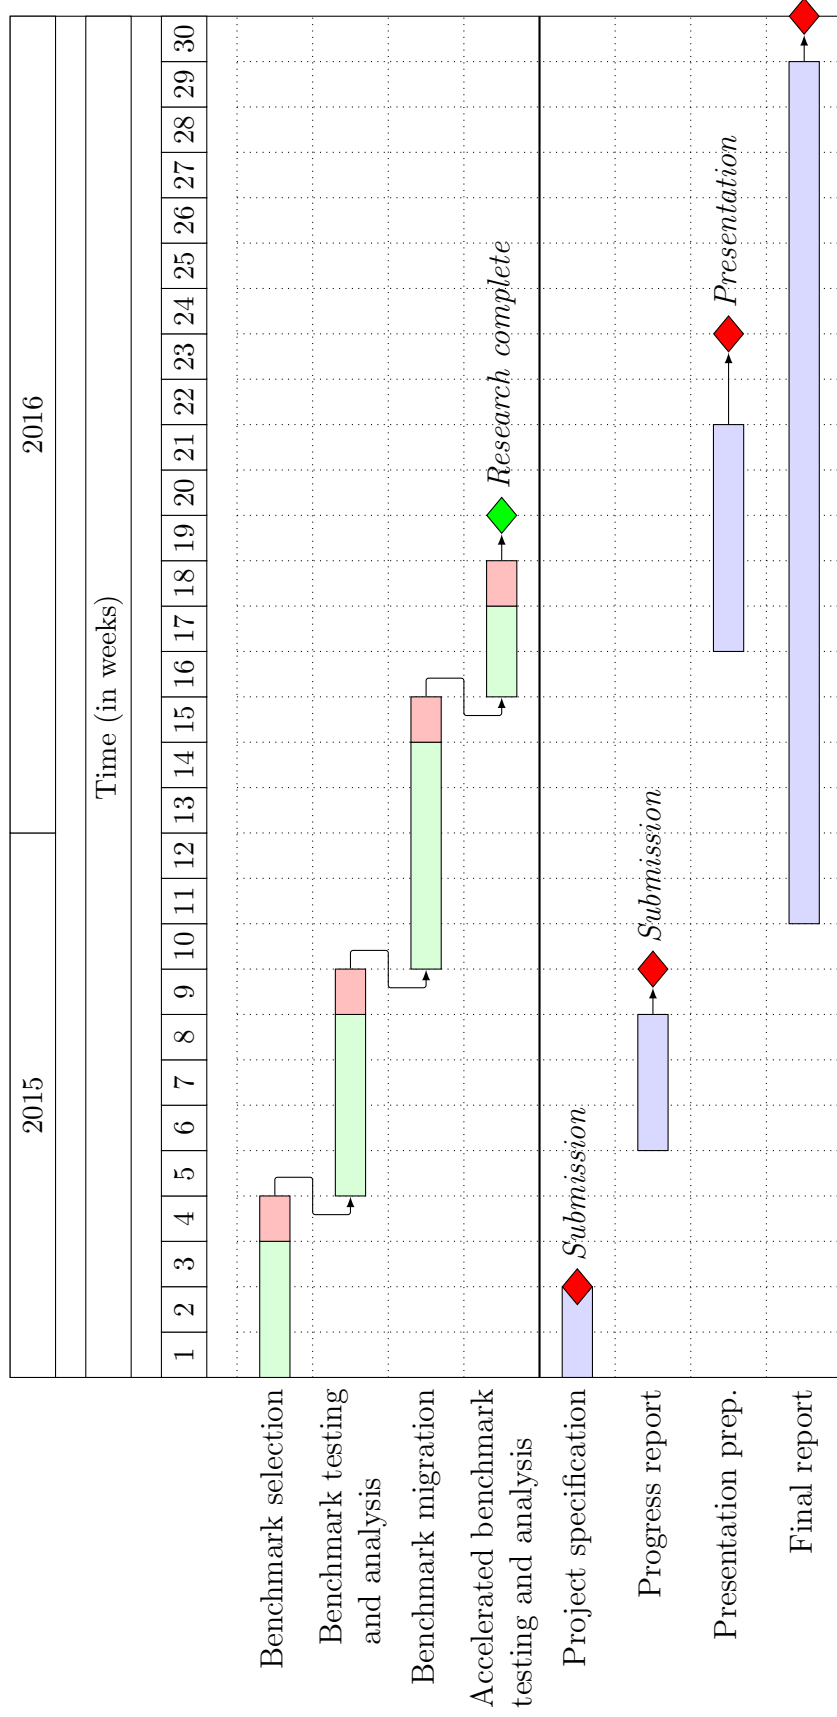 2015
2016
Time (in weeks)
1 2 3 4 5 6 7 8 9 10 11 12 13 14 15 16 17 18 19 20 21 22 23 24 25 26 27 28 29 30
Benchmark selection
Benchmark testing
and analysis
Benchmark migration
Accelerated benchmark
testing and analysis
Research complete
Project specification
Submission
Progress report
Submission
Presentation prep.
Presentation
Final report